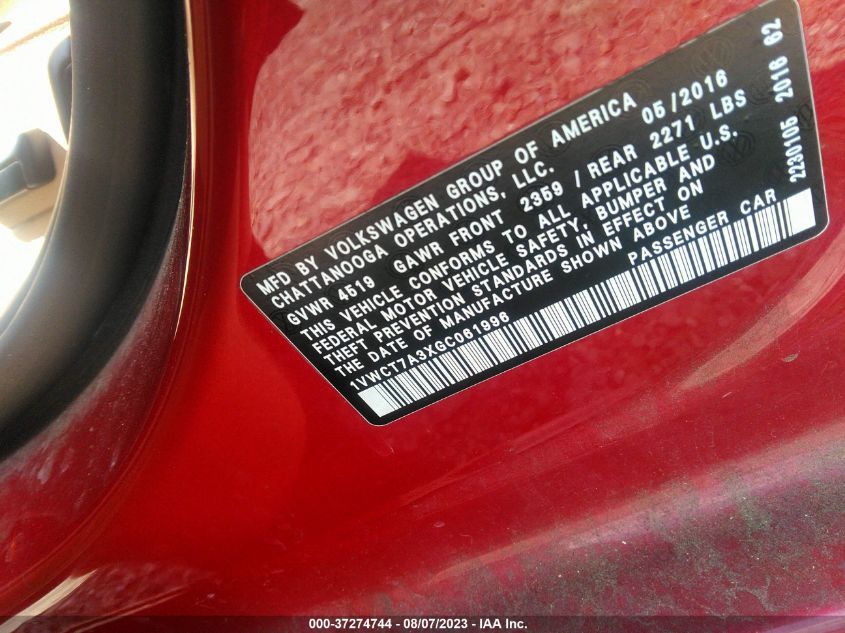 MFD BY VOLKSWAGEN GROUP OF AMERICA 05/2016
CHATTANOOGA OPERATIONS, LLC.
GVWR 4519 GAWR FRONT 2359 / REAR 2271 LBS
THIS VEHICLE CONFORMS TO ALL APPLICABLE U.S.
FEDERAL MOTOR VEHICLE SAFETY, BUMPER AND
THEFT PREVENTION STANDARDS IN EFFECT ON
THE DATE OF MANUFACTURE SHOWN ABOVE
1VWCT7A3XGC061996 PASSENGER CAR
2230105 2016 62
000-37274744 - 08/07/2023 - IAA Inc.